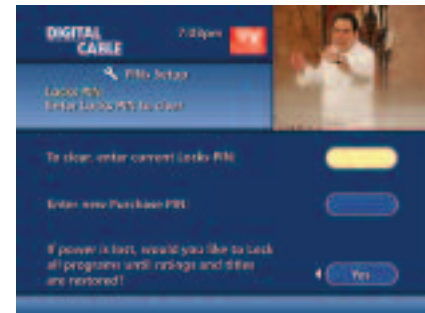 DIGITAL
CABLE
7:00pm
PINs Setup
Locks PIN:
Enter Locks PIN to clear
To clear, enter current Locks PIN:
Enter new Purchase PIN:
If power is lost, would you like to Lock
all programs until ratings and titles
are restored?
Yes